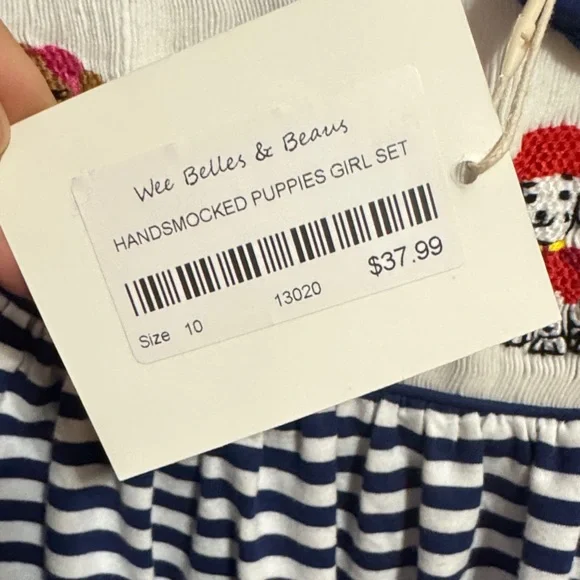 Wee Belles & Beaus
HANDSMOCKED PUPPIES GIRL SET
$37.99
Size 10 13020